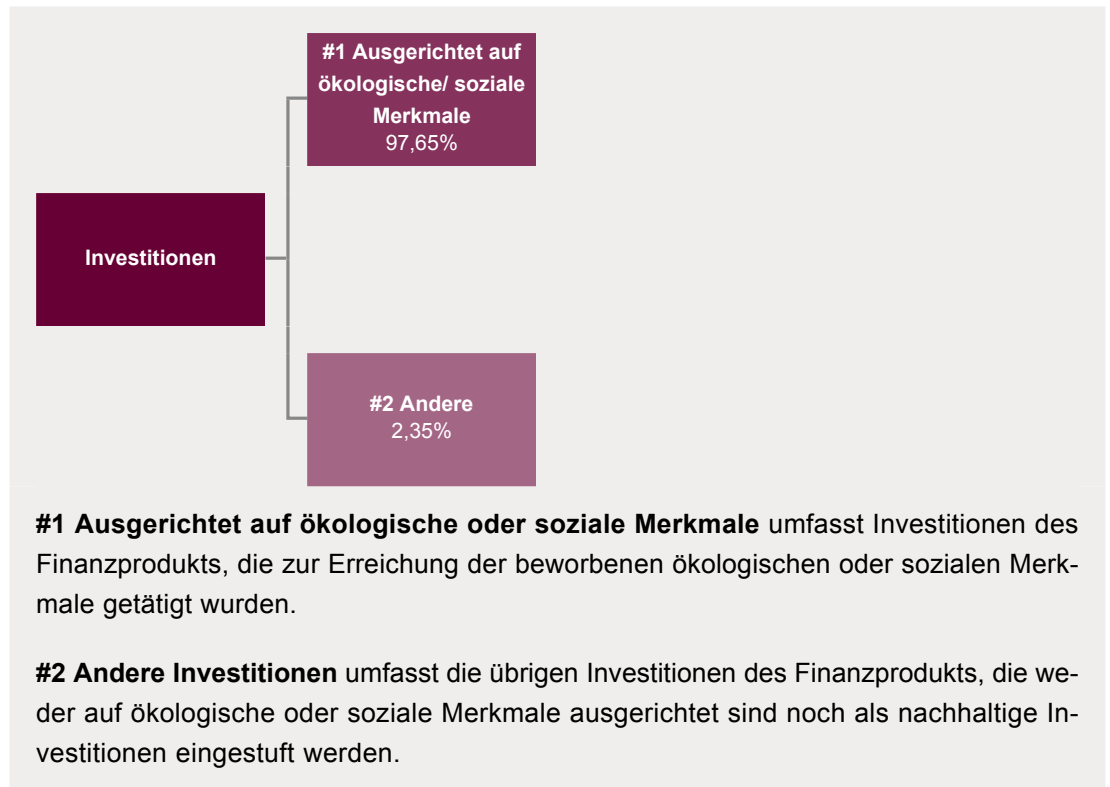 #1 Ausgerichtet auf
ökologische/ soziale
Merkmale
97,65%
Investitionen
#2 Andere
2,35%
#1 Ausgerichtet auf ökologische oder soziale Merkmale umfasst Investitionen des
Finanzprodukts, die zur Erreichung der beworbenen ökologischen oder sozialen Merk-
male getätigt wurden.
#2 Andere Investitionen umfasst die übrigen Investitionen des Finanzprodukts, die we-
der auf ökologische oder soziale Merkmale ausgerichtet sind noch als nachhaltige In-
vestitionen eingestuft werden.